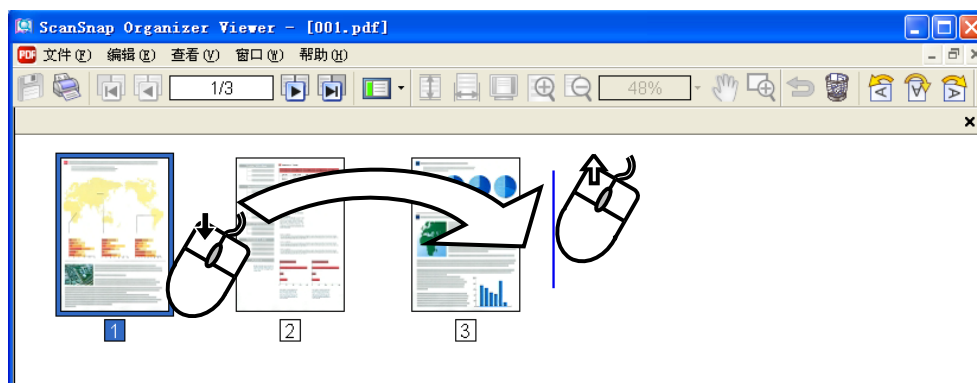 ScanSnap Organizer Viewer - [001.pdf]
PDF 文件(F) 编辑(E) 查看(V) 窗口(W) 帮助(H)
1/3 48% A A A
1 2 3